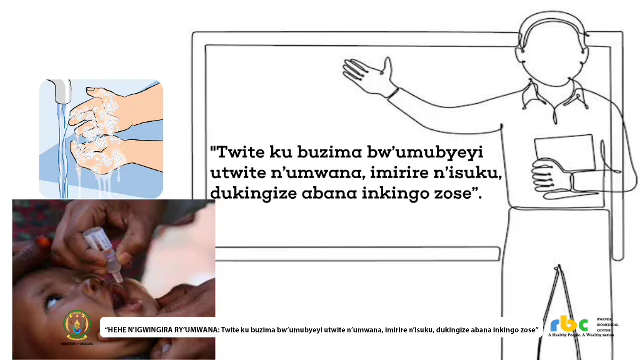 "Twite ku buzima bw'umubyeyi
utwite n'umwana, imirire n'isuku,
dukingize abana inkingo zose”.
“HEHE N'IGWINGIRA RY'UMWANA: Twite ku buzima bw'umubyeyi utwite n'umwana, imirire n'isuku, dukingize abana inkingo zose”
rbc
RWANDA
BIOMEDICAL
CENTER
A Healthy People, A Wealthy Nation